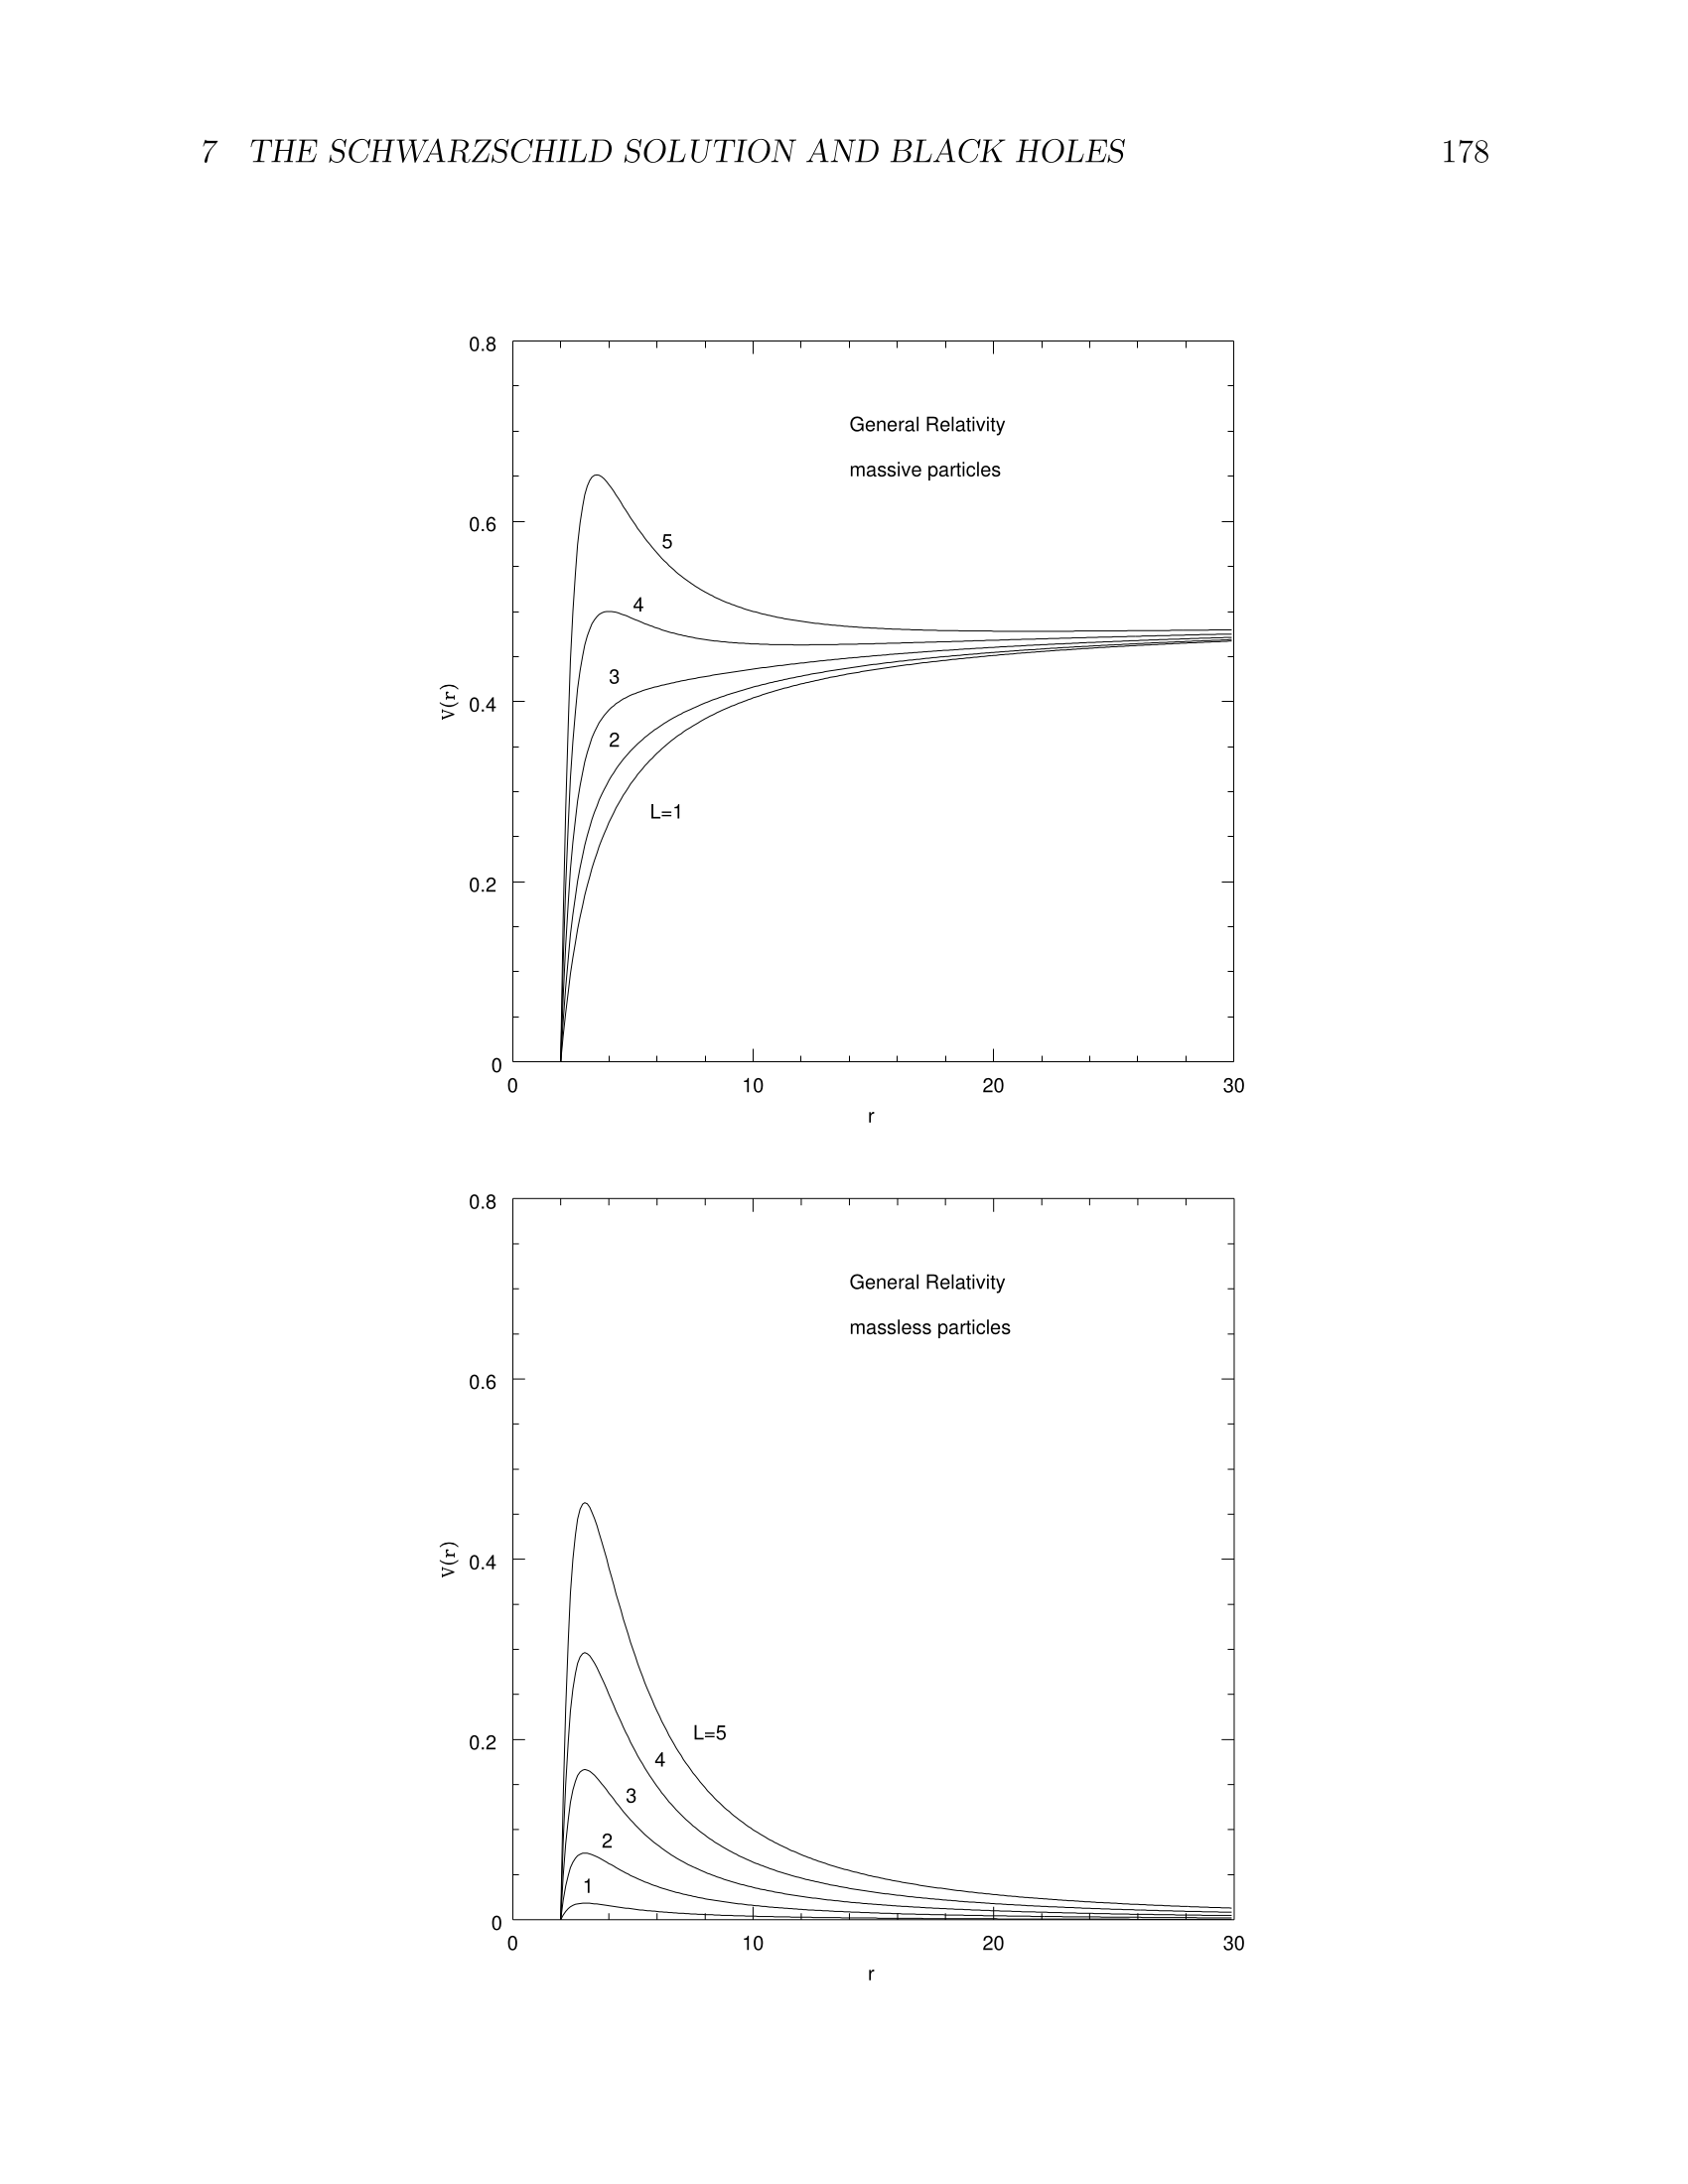 7 THE SCHWARZSCHILD SOLUTION AND BLACK HOLES 178
0.8
General Relativity
massive particles
0.6
5
4
3
V(r)
0.4
2
L=1
0.2
0
0 10 20 30
r
0.8
General Relativity
massless particles
0.6
V(r)
0.4
L=5
0.2
4
3
2
1
0
0 10 20 30
r